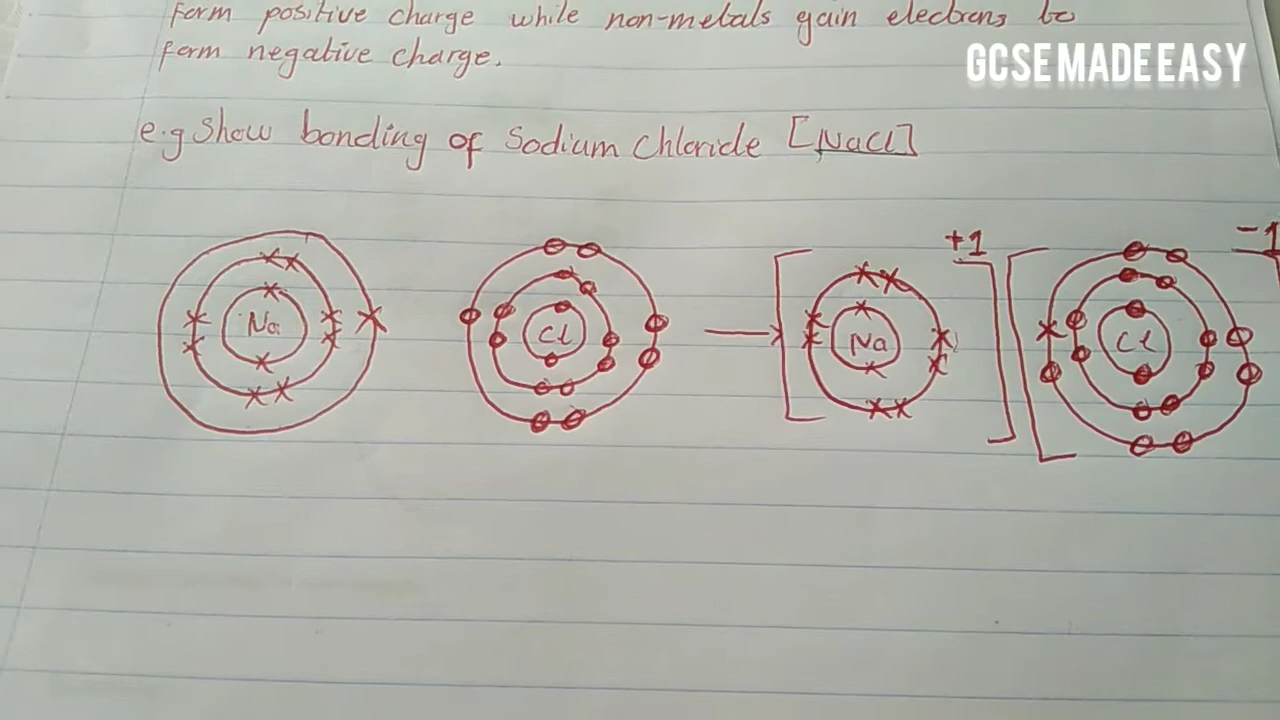 form positive charge while non-metals gain electrons to
form negative charge.
GCSE MADE EASY
e.g Show bonding of Sodium Chloride [NaCl]
+1
-1
Na
Cl
Na
Cl